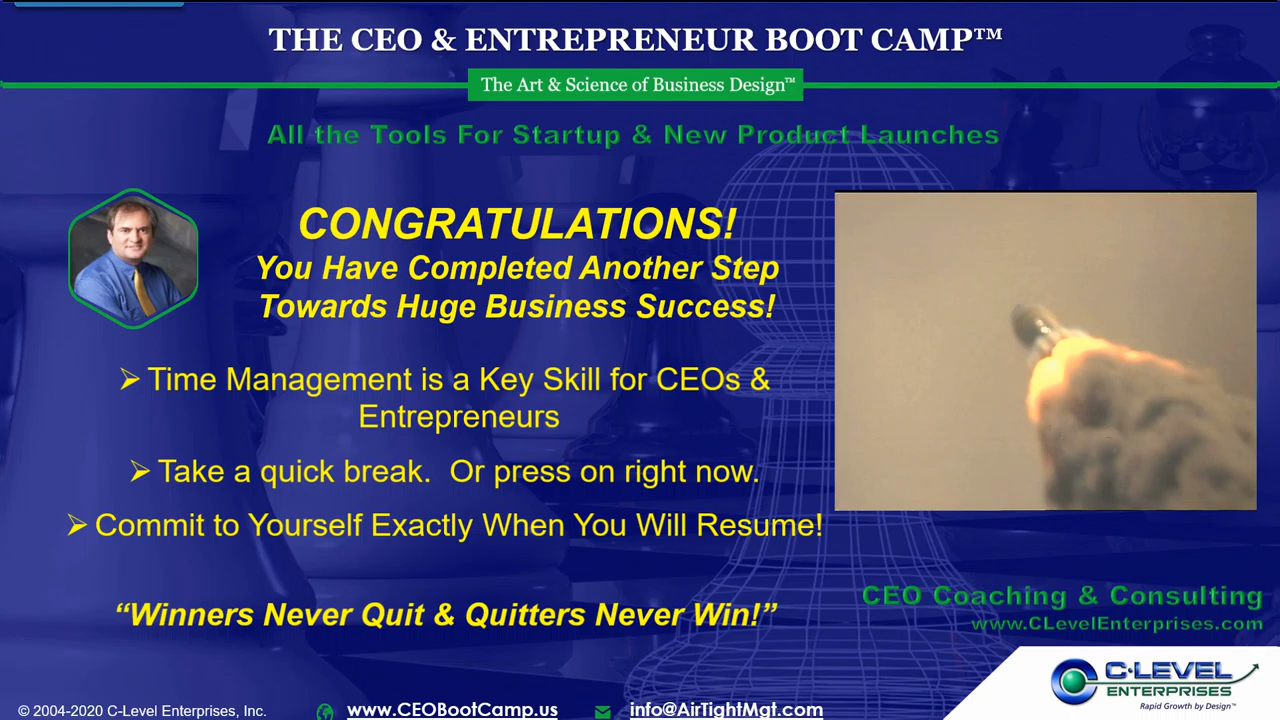 THE CEO & ENTREPRENEUR BOOT CAMP™
The Art & Science of Business Design™
All the Tools For Startup & New Product Launches
CONGRATULATIONS!
You Have Completed Another Step
Towards Huge Business Success!
➢ Time Management is a Key Skill for CEOs &
Entrepreneurs
➢ Take a quick break.  Or press on right now.
➢ Commit to Yourself Exactly When You Will Resume!
“Winners Never Quit & Quitters Never Win!”
CEO Coaching & Consulting
www.CLevelEnterprises.com
C-LEVEL
ENTERPRISES
Rapid Growth by Design™
© 2004-2020 C-Level Enterprises, Inc.
www.CEOBootCamp.us
info@AirTightMgt.com